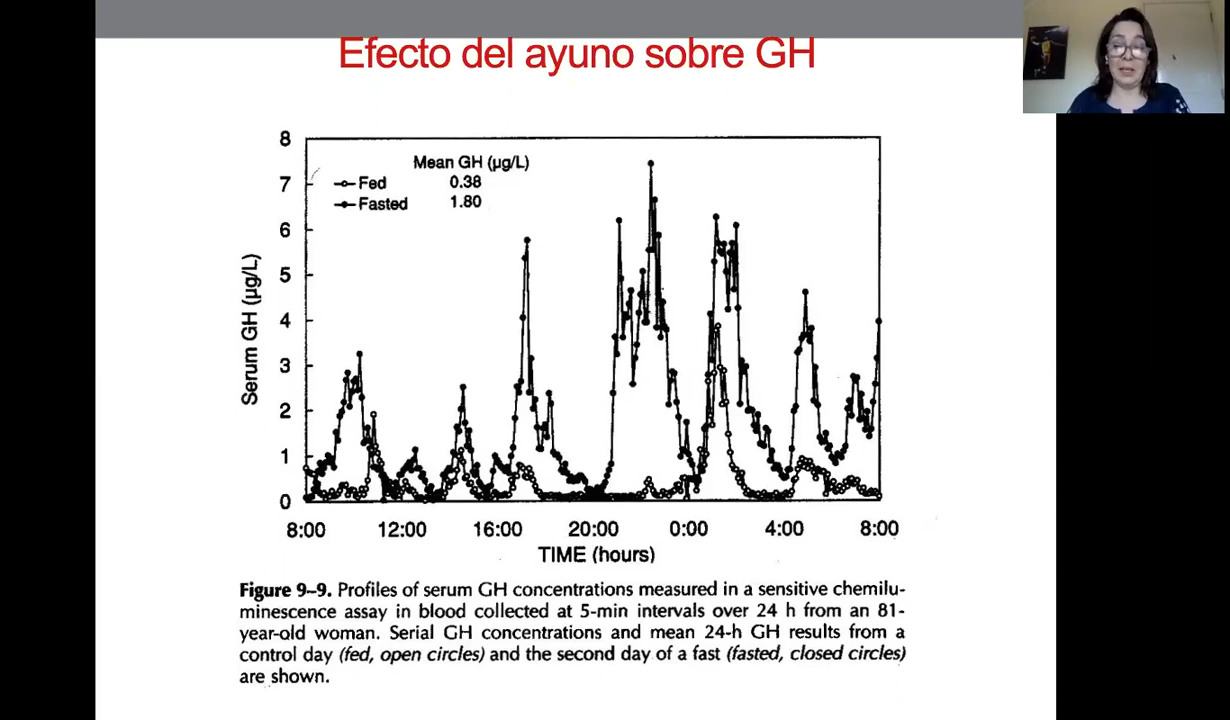 Efecto del ayuno sobre GH
8
7
6
5
4
3
2
1
0
Serum GH (µg/L)
Mean GH (µg/L)
Fed 0.38
Fasted 1.80
8:00 12:00 16:00 20:00 0:00 4:00 8:00
TIME (hours)
Figure 9–9. Profiles of serum GH concentrations measured in a sensitive chemilu-
minescence assay in blood collected at 5-min intervals over 24 h from an 81-
year-old woman. Serial GH concentrations and mean 24-h GH results from a
control day (fed, open circles) and the second day of a fast (fasted, closed circles)
are shown.